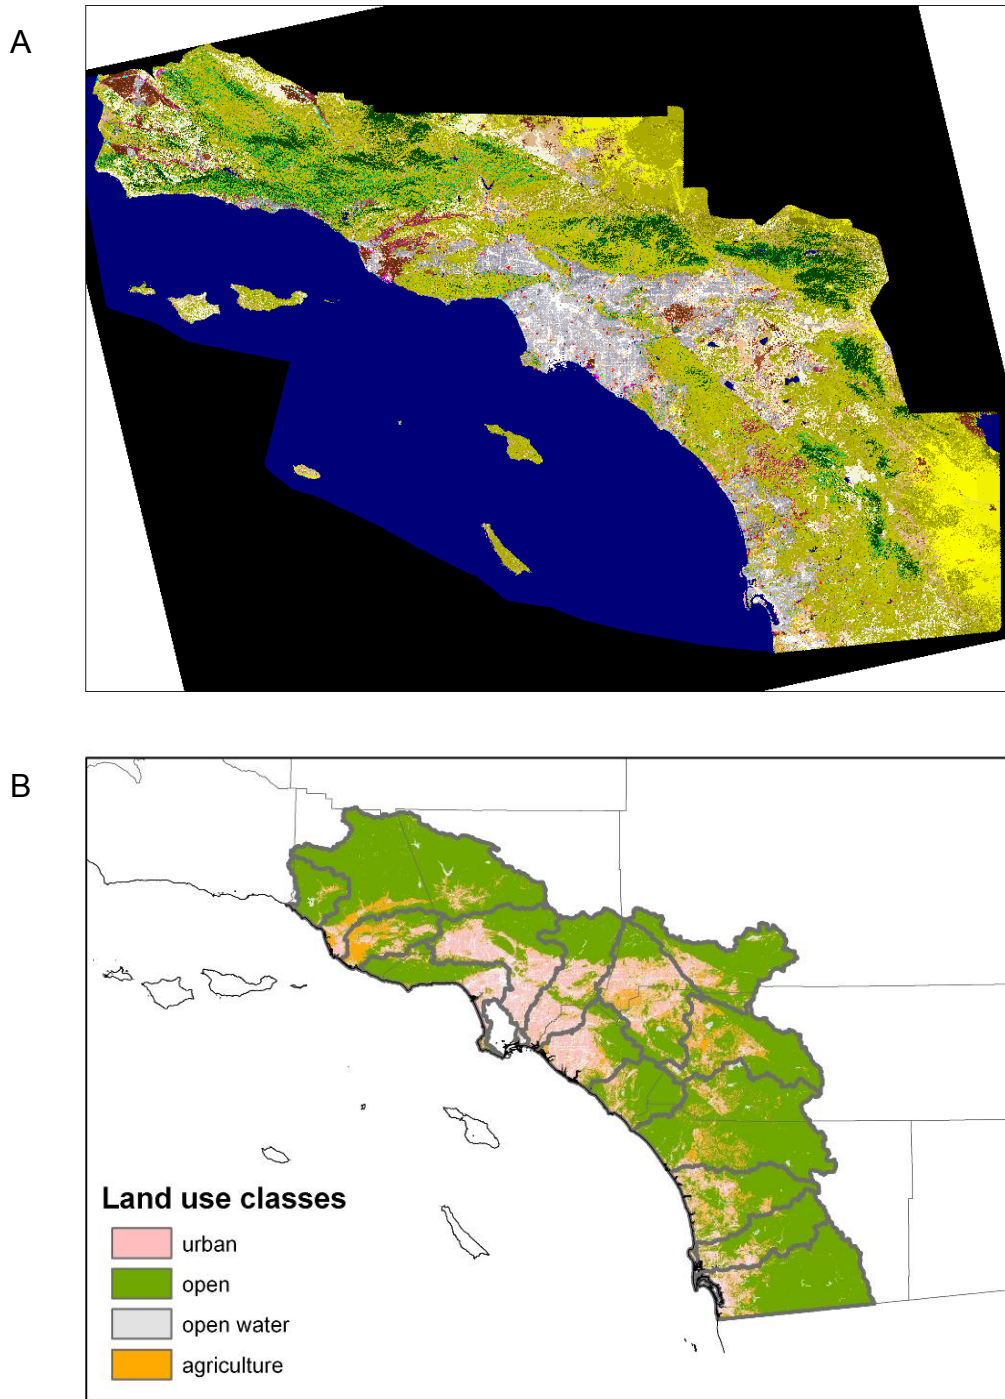 A
B
Land use classes
urban
open
open water
agriculture